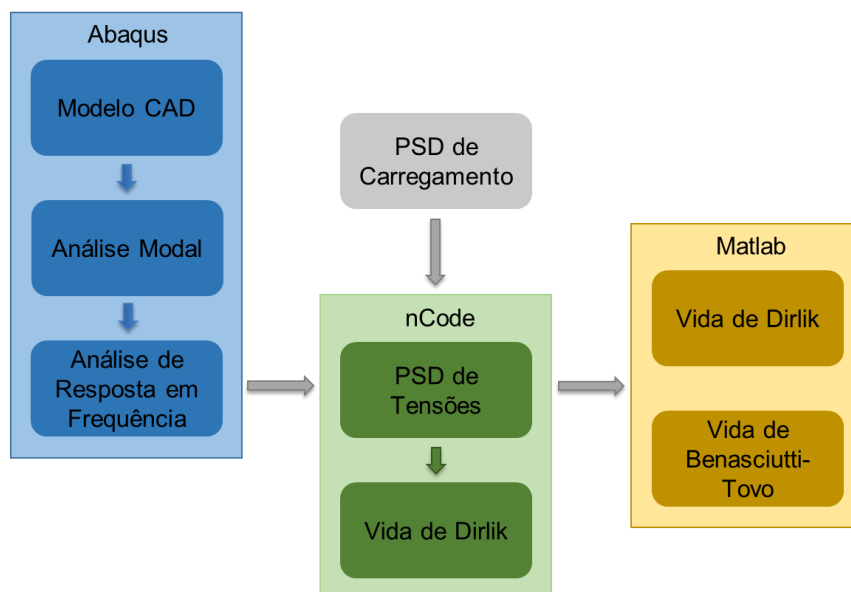 Abaqus
Modelo CAD
Análise Modal
Análise de
Resposta em
Frequência
PSD de
Carregamento
nCode
PSD de
Tensões
Vida de Dirlik
Matlab
Vida de Dirlik
Vida de
Benasciutti-
Tovo